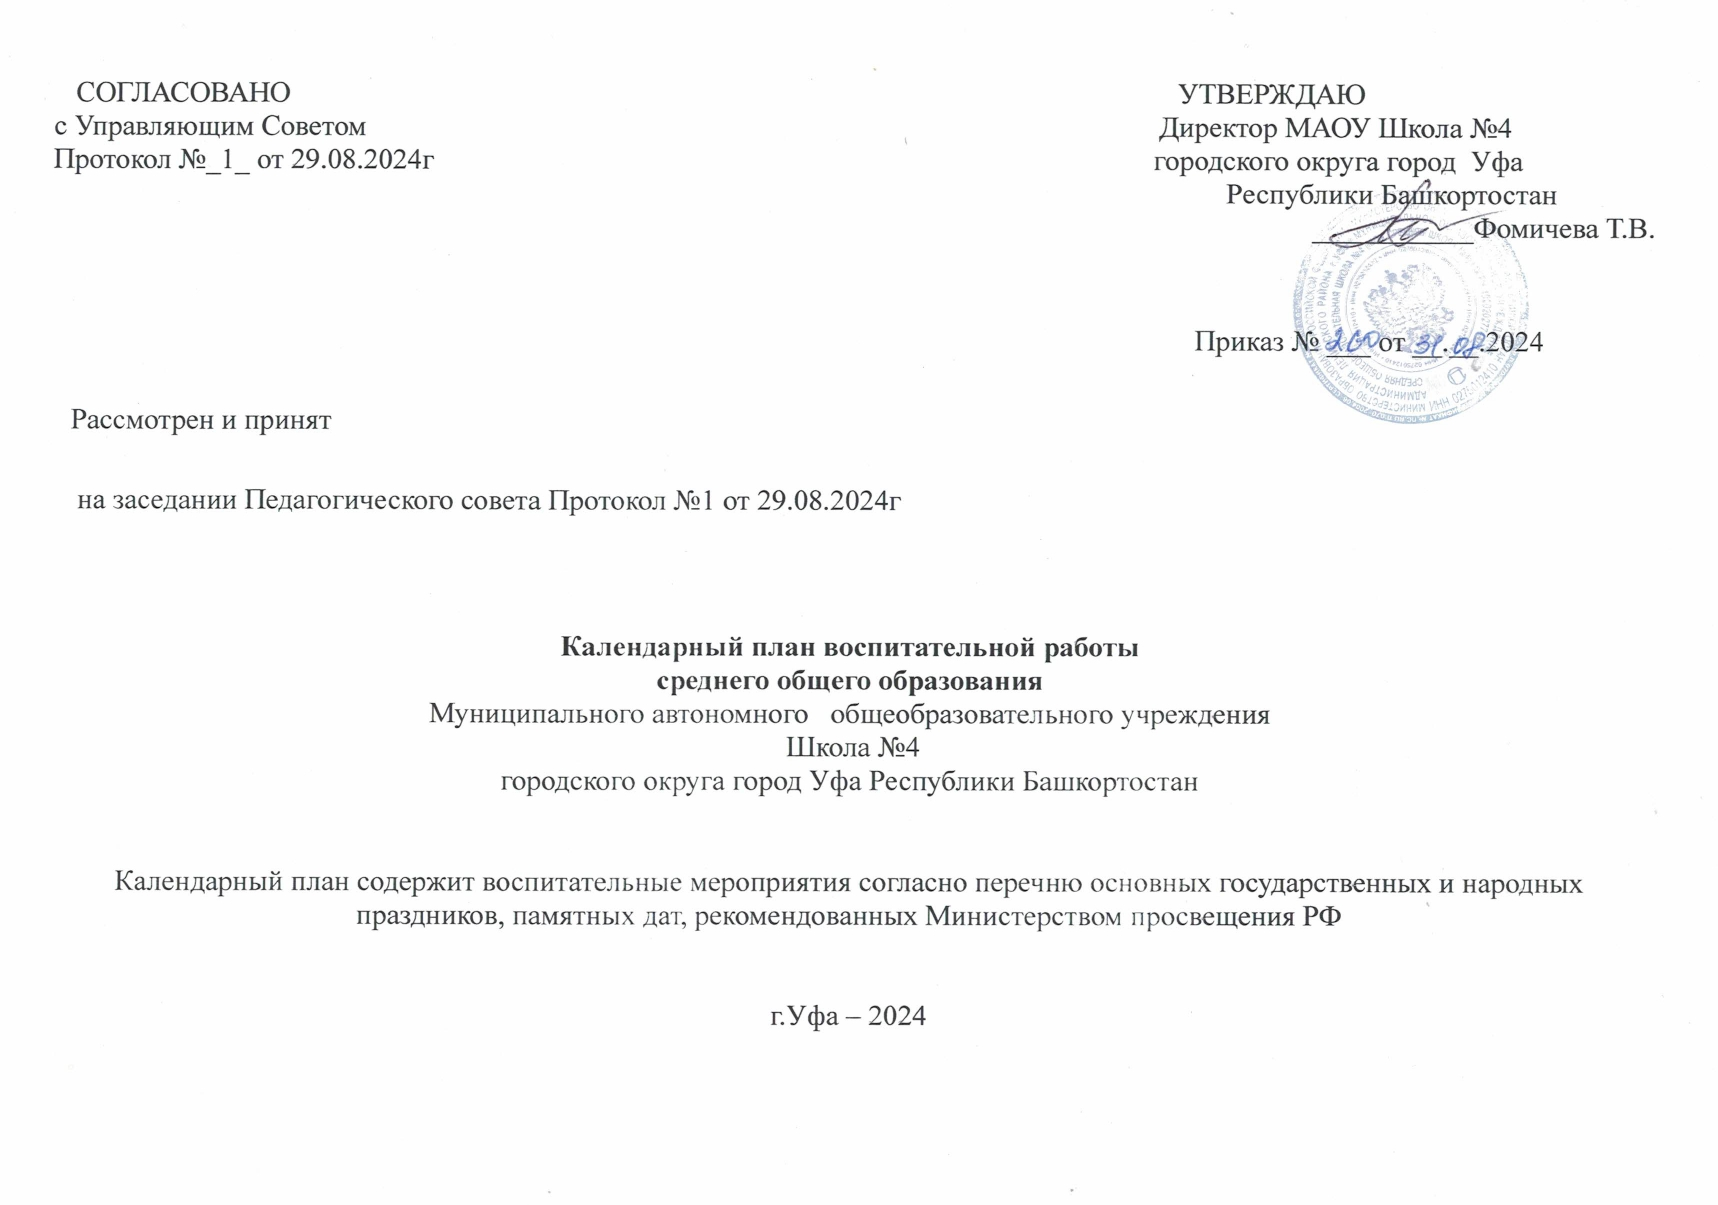 СОГЛАСОВАНО
с Управляющим Советом
Протокол №_1_ от 29.08.2024г
УТВЕРЖДАЮ
Директор МАОУ Школа №4
городского округа город Уфа
Республики Башкортостан
____________Фомичева Т.В.
Приказ № 260 от 31.08.2024
Рассмотрен и принят
на заседании Педагогического совета Протокол №1 от 29.08.2024г
Календарный план воспитательной работы
среднего общего образования
Муниципального автономного общеобразовательного учреждения
Школа №4
городского округа город Уфа Республики Башкортостан
Календарный план содержит воспитательные мероприятия согласно перечню основных государственных и народных
праздников, памятных дат, рекомендованных Министерством просвещения РФ
г.Уфа – 2024